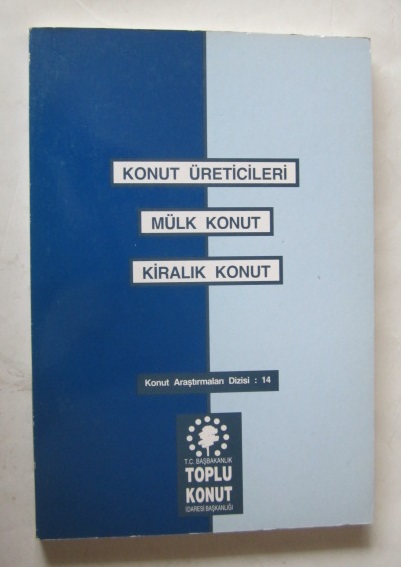 KONUT ÜRETİCİLERİ
MÜLK KONUT
KİRALIK KONUT
Konut Araştırmaları Dizisi : 14
T.C. BAŞBAKANLIK
TOPLU
KONUT
İDARESİ BAŞKANLIĞI